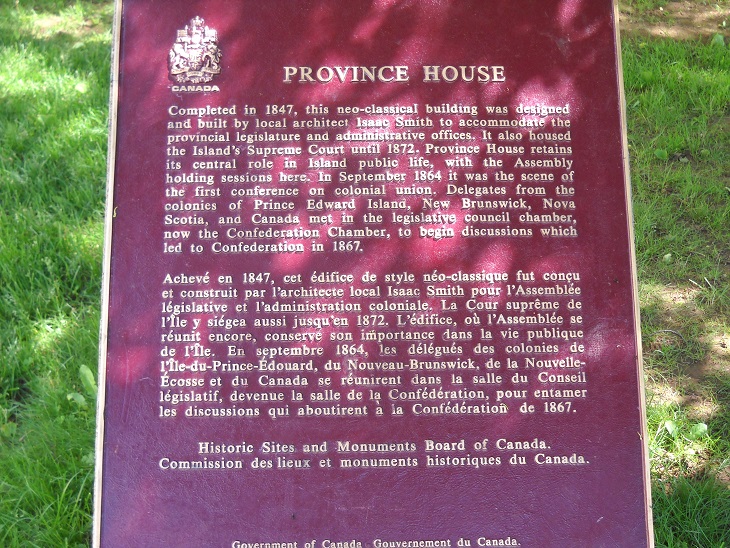 CANADA
PROVINCE HOUSE
Completed in 1847, this neo-classical building was designed
and built by local architect Isaac Smith to accommodate the
provincial legislature and administrative offices. It also housed
the Island's Supreme Court until 1872. Province House retains
its central role in Island public life, with the Assembly
holding sessions here. In September 1864 it was the scene of
the first conference on colonial union. Delegates from the
colonies of Prince Edward Island, New Brunswick, Nova
Scotia, and Canada met in the legislative council chamber,
now the Confederation Chamber, to begin discussions which
led to Confederation in 1867.
Achevé en 1847, cet édifice de style néo-classique fut conçu
et construit par l'architecte local Isaac Smith pour l'Assemblée
législative et l'administration coloniale. La Cour suprême de
l'Île y siégea aussi jusqu'en 1872. L'édifice, où l'Assemblée se
réunit encore, conserve son importance dans la vie publique
de l'Île. En septembre 1864, les délégués des colonies de
l'Île-du-Prince-Édouard, du Nouveau-Brunswick, de la Nouvelle-
Écosse et du Canada se réunirent dans la salle du Conseil
législatif, devenue la salle de la Confédération, pour entamer
les discussions qui aboutirent à la Confédération de 1867.
Historic Sites and Monuments Board of Canada.
Commission des lieux et monuments historiques du Canada.
Government of Canada Gouvernement du Canada.